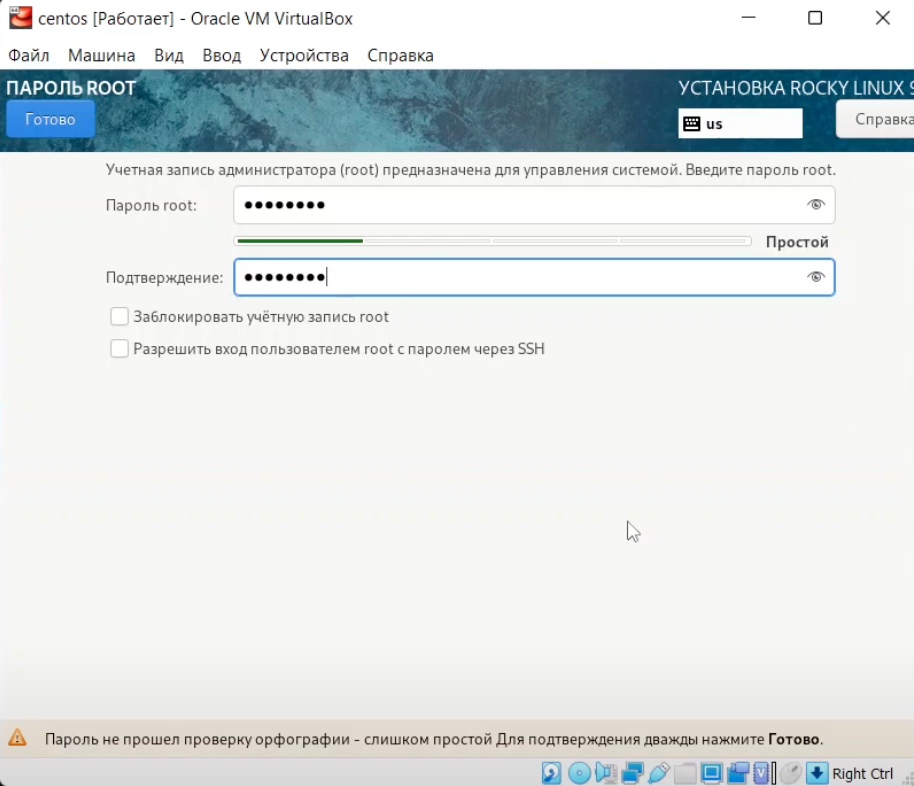 centos [Работает] - Oracle VM VirtualBox
Файл Машина Вид Ввод Устройства Справка
ПАРОЛЬ ROOT
УСТАНОВКА ROCKY LINUX 9
Готово
us
Справка
Учетная запись администратора (root) предназначена для управления системой. Введите пароль root.
Пароль root: ••••••••
Простой
Подтверждение: ••••••••
Заблокировать учётную запись root
Разрешить вход пользователем root с паролем через SSH
Пароль не прошел проверку орфографии - слишком простой Для подтверждения дважды нажмите Готово.
Right Ctrl